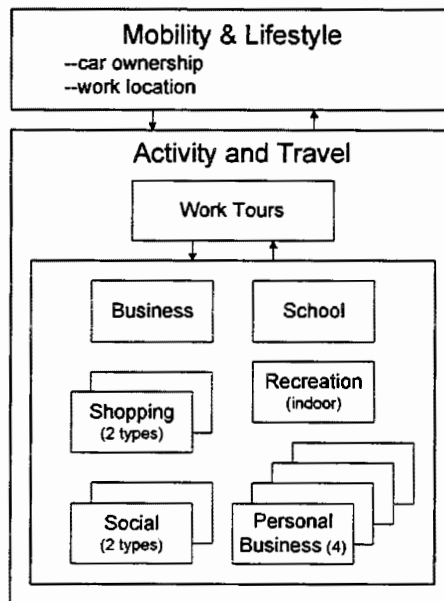 Mobility & Lifestyle
--car ownership
--work location
Activity and Travel
Work Tours
Business
School
Shopping
(2 types)
Recreation
(indoor)
Social
(2 types)
Personal
Business (4)